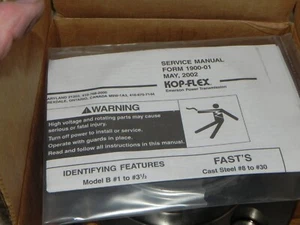 SERVICE MANUAL
FORM 1900-01
MAY, 2002
KOP-FLEX
Emerson Power Transmission
WARNING
High voltage and rotating parts may cause
serious or fatal injury.
Turn off power to install or service.
Operate with guards in place.
Read and follow all instructions in this manual.
IDENTIFYING FEATURES
Model B #1 to #3½
FAST'S
Cast Steel #6 to #30